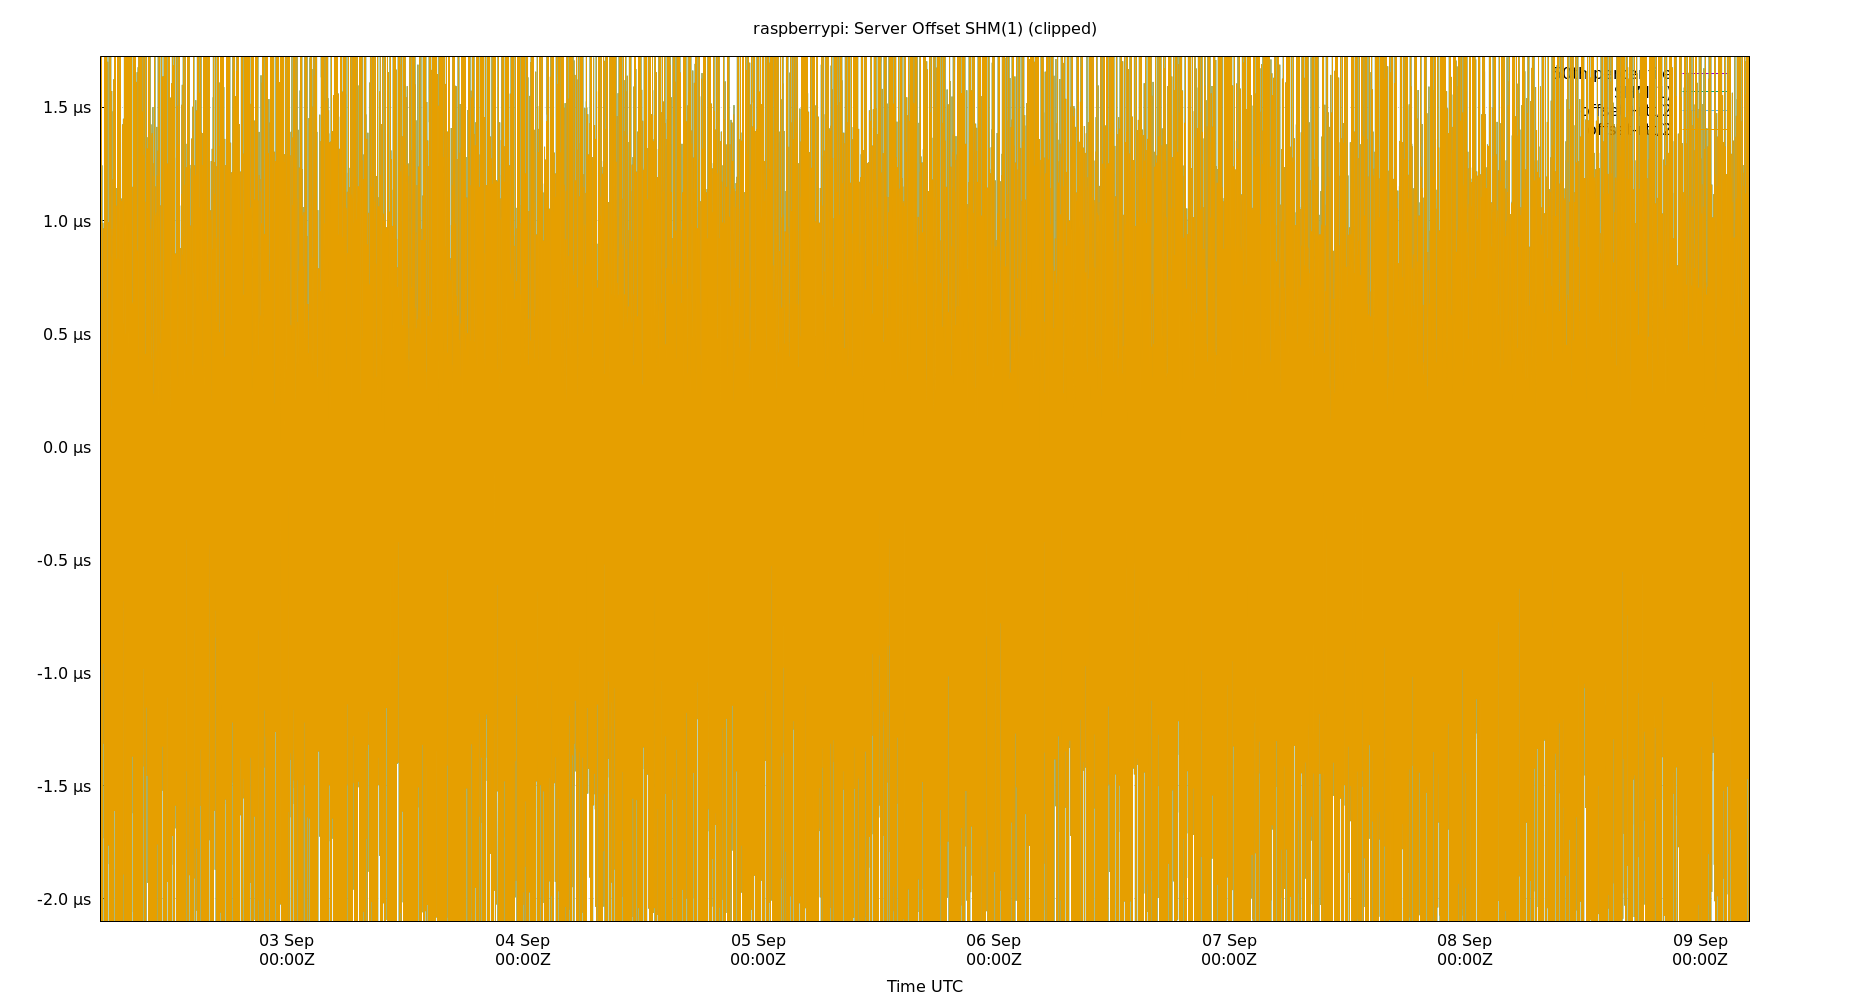 raspberrypi: Server Offset SHM(1) (clipped)
1.5 µs
1.0 µs
0.5 µs
0.0 µs
-0.5 µs
-1.0 µs
-1.5 µs
-2.0 µs
03 Sep 04 Sep 05 Sep 06 Sep 07 Sep 08 Sep 09 Sep
00:00Z 00:00Z 00:00Z 00:00Z 00:00Z 00:00Z 00:00Z
Time UTC